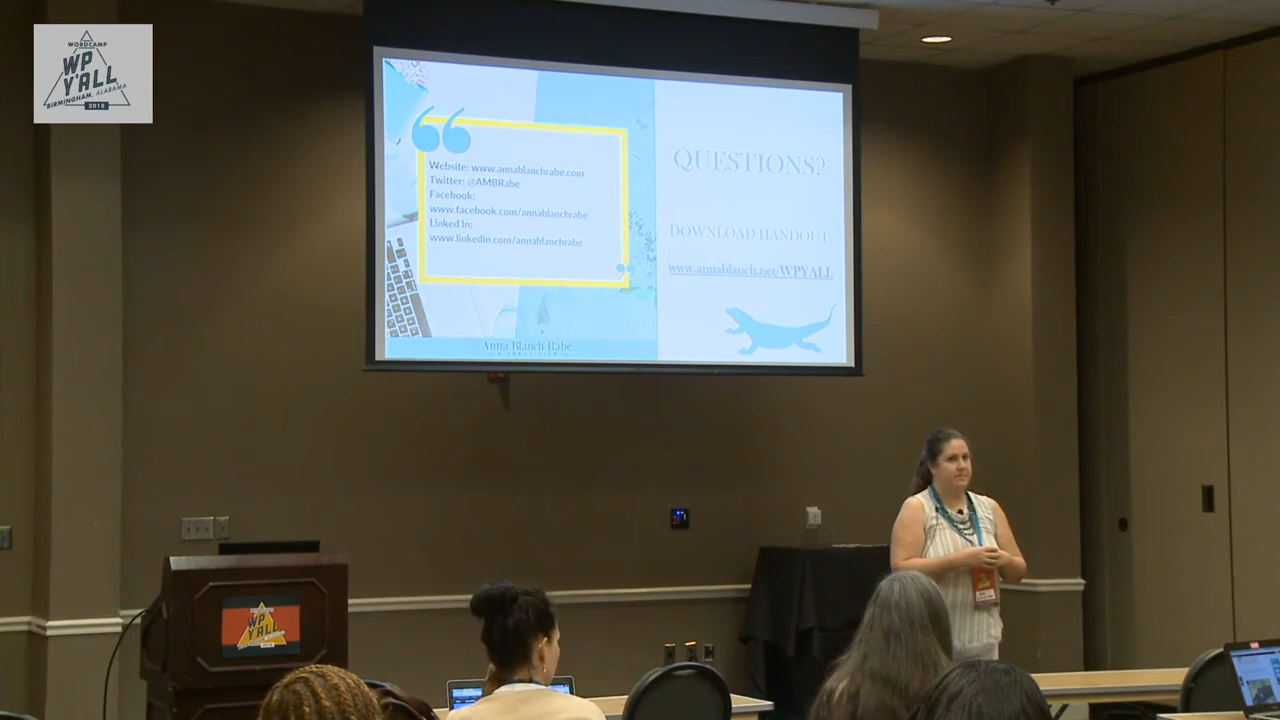 WORDCAMP
WP
Y'ALL
BIRMINGHAM, ALABAMA
2018
Website: www.annablanchrabe.com
Twitter: @AMBRabe
Facebook:
www.facebook.com/annablanchrabe
Linked In:
www.linkedin.com/annablanchrabe
Anna Blanch Rabe
QUESTIONS?
DOWNLOAD HANDOUT:
www.annablanch.net/WPYALL
WP
Y'ALL